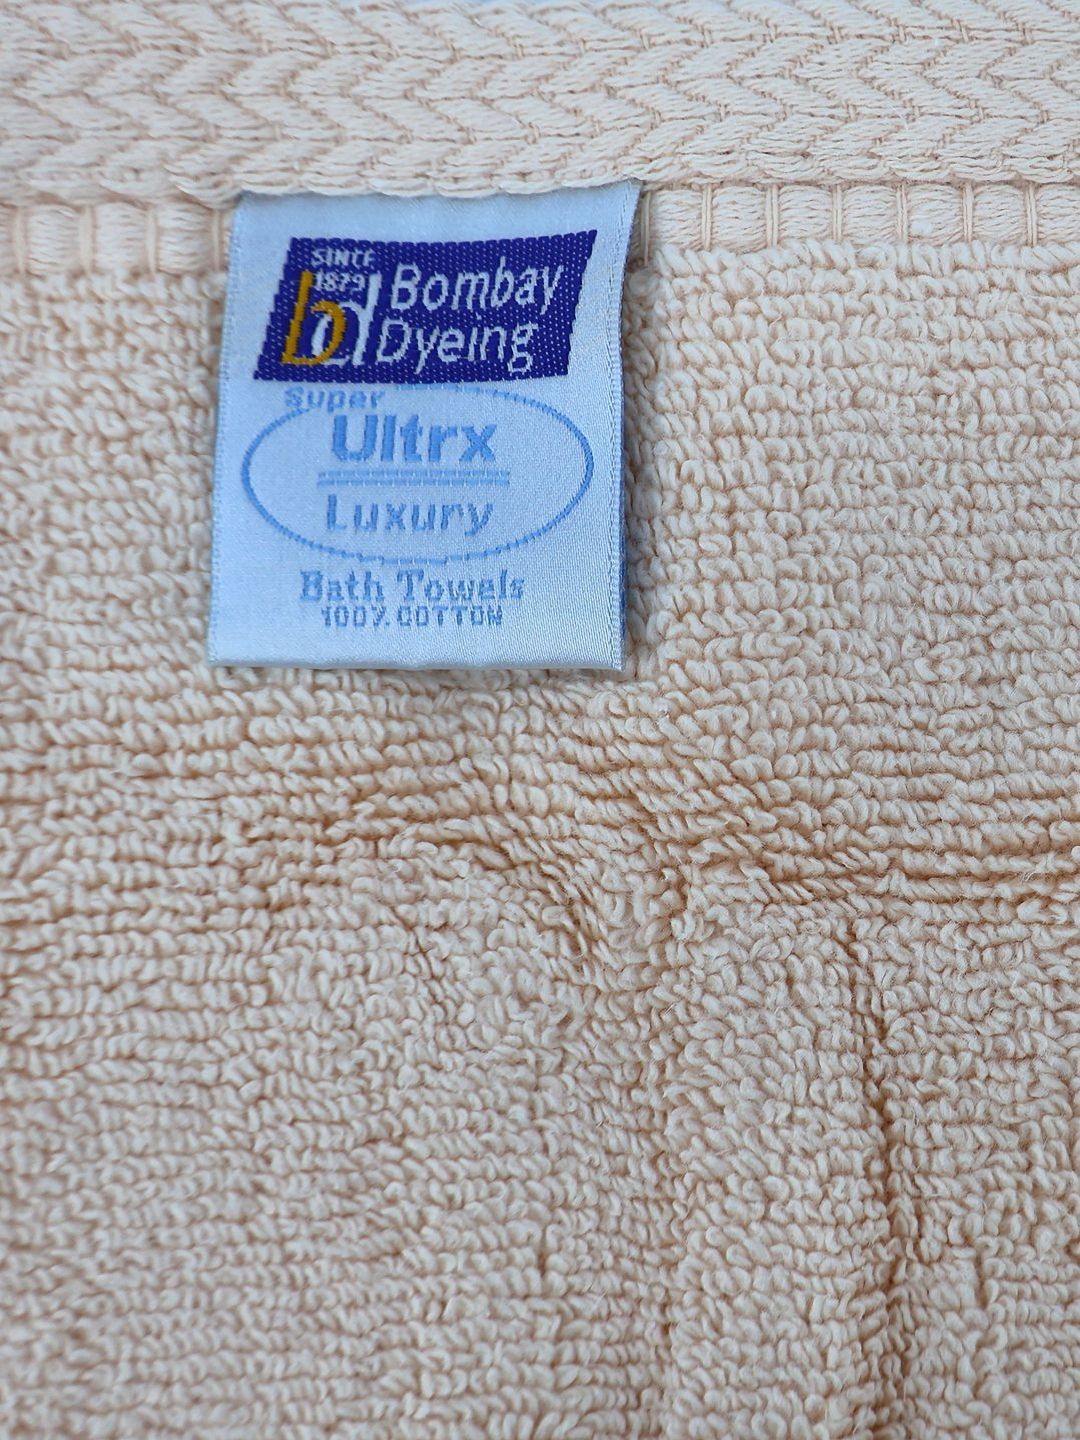 SINCE
1879
bd Bombay
Dyeing
Super
Ultrx
Luxury
Bath Towels
100% COTTON